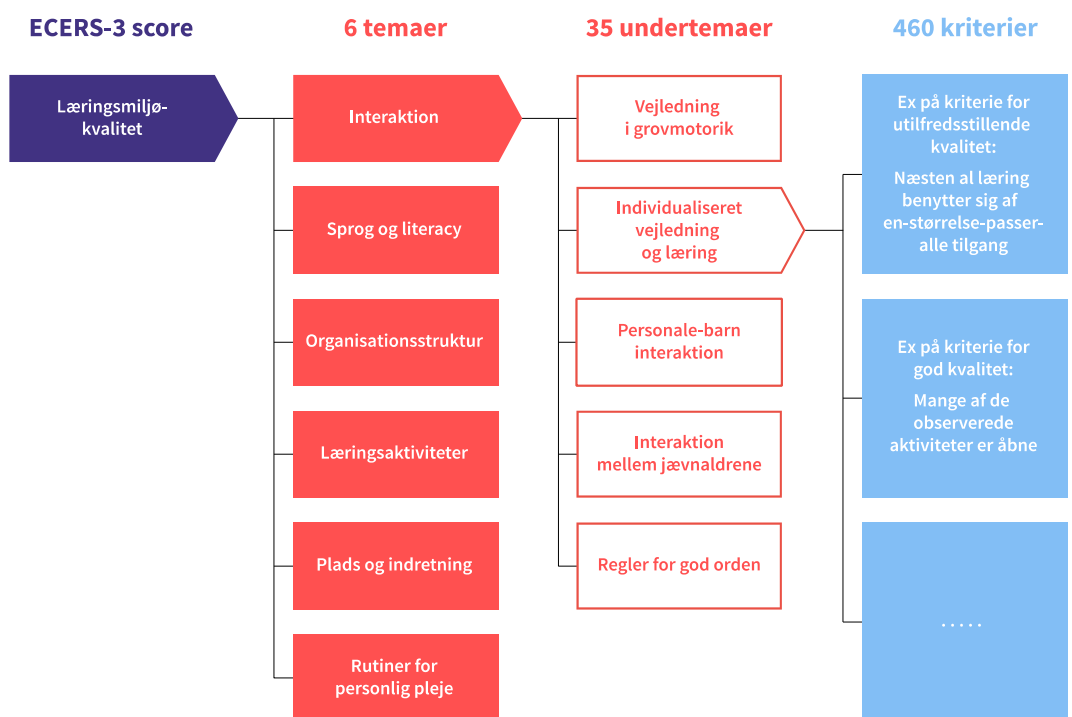 ECERS-3 score
6 temaer
35 undertemaer
460 kriterier
Læringsmiljø-
kvalitet
Interaktion
Sprog og literacy
Organisationsstruktur
Læringsaktiviteter
Plads og indretning
Rutiner for
personlig pleje
Vejledning
i grovmotorik
Individualiseret
vejledning
og læring
Personale-barn
interaktion
Interaktion
mellem jævnaldrene
Regler for god orden
Ex på kriterie for
utilfredsstillende
kvalitet:
Næsten al læring
benytter sig af
en-størrelse-passer-
alle tilgang
Ex på kriterie for
god kvalitet:
Mange af de
observerede
aktiviteter er åbne
. . . . .